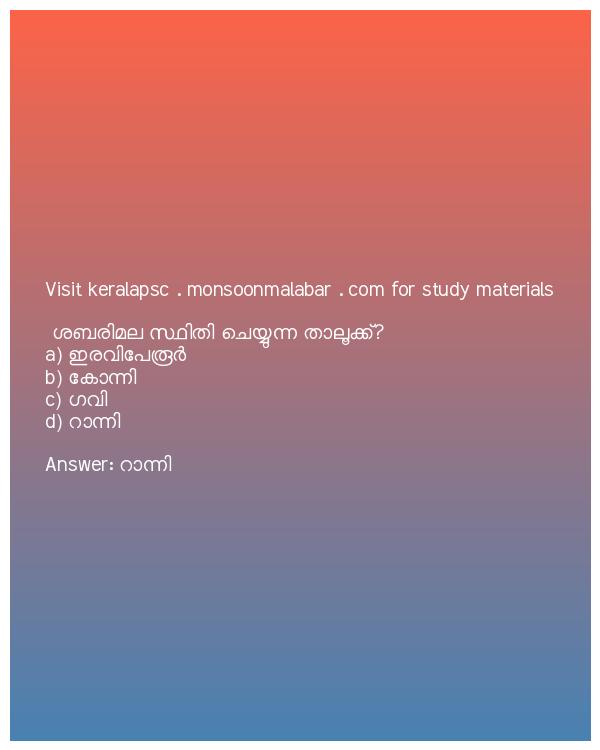 Visit keralapsc . monsoonmalabar . com for study materials
ശബരിമല സ്ഥിതി ചെയ്യുന്ന താലൂക്ക്?
a) ഇരവിപേരൂർ
b) കോന്നി
c) ഗവി
d) റാന്നി
Answer: റാന്നി